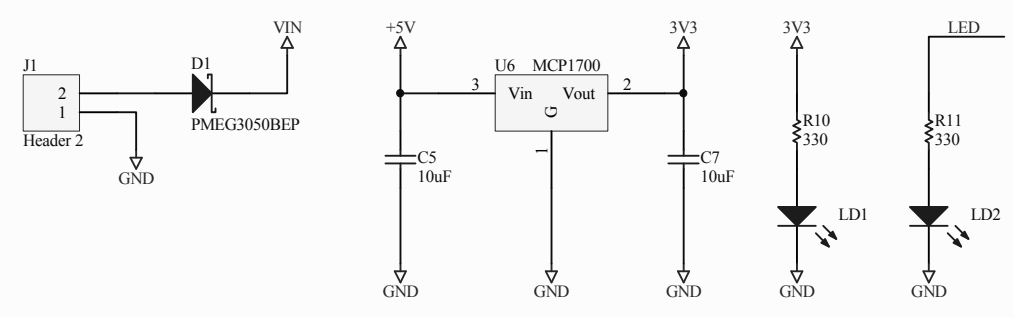 J1
2
1
Header 2
GND
D1
PMEG3050BEP
VIN
+5V
C5
10uF
GND
U6 MCP1700
3 Vin Vout 2
G
1
GND
3V3
C7
10uF
GND
3V3
R10
330
LD1
GND
LED
R11
330
LD2
GND